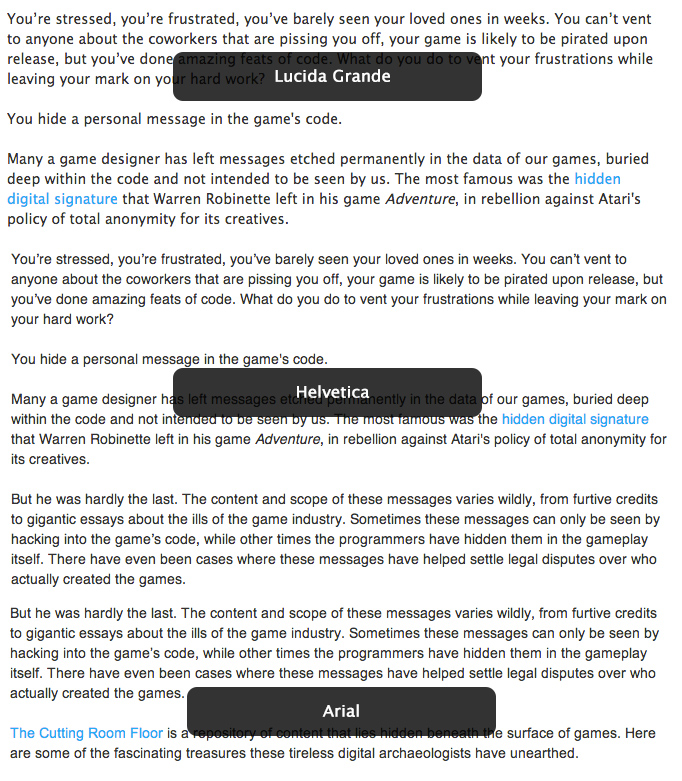 You're stressed, you’re frustrated, you’ve barely seen your loved ones in weeks. You can’t vent
to anyone about the coworkers that are pissing you off, your game is likely to be pirated upon
release, but you’ve done amazing feats of code. What do you do to vent your frustrations while
leaving your mark on your hard work?
Lucida Grande
You hide a personal message in the game's code.
Many a game designer has left messages etched permanently in the data of our games, buried
deep within the code and not intended to be seen by us. The most famous was the hidden
digital signature that Warren Robinette left in his game Adventure, in rebellion against Atari's
policy of total anonymity for its creatives.
You’re stressed, you’re frustrated, you’ve barely seen your loved ones in weeks. You can’t vent to
anyone about the coworkers that are pissing you off, your game is likely to be pirated upon release, but
you’ve done amazing feats of code. What do you do to vent your frustrations while leaving your mark on
your hard work?
You hide a personal message in the game's code.
Helvetica
Many a game designer has left messages etched permanently in the data of our games, buried deep
within the code and not intended to be seen by us. The most famous was the hidden digital signature
that Warren Robinette left in his game Adventure, in rebellion against Atari's policy of total anonymity for
its creatives.
But he was hardly the last. The content and scope of these messages varies wildly, from furtive credits
to gigantic essays about the ills of the game industry. Sometimes these messages can only be seen by
hacking into the game’s code, while other times the programmers have hidden them in the gameplay
itself. There have even been cases where these messages have helped settle legal disputes over who
actually created the games.
But he was hardly the last. The content and scope of these messages varies wildly, from furtive credits
to gigantic essays about the ills of the game industry. Sometimes these messages can only be seen by
hacking into the game’s code, while other times the programmers have hidden them in the gameplay
itself. There have even been cases where these messages have helped settle legal disputes over who
actually created the games.
Arial
The Cutting Room Floor is a repository of content that lies hidden beneath the surface of games. Here
are some of the fascinating treasures these tireless digital archaeologists have unearthed.